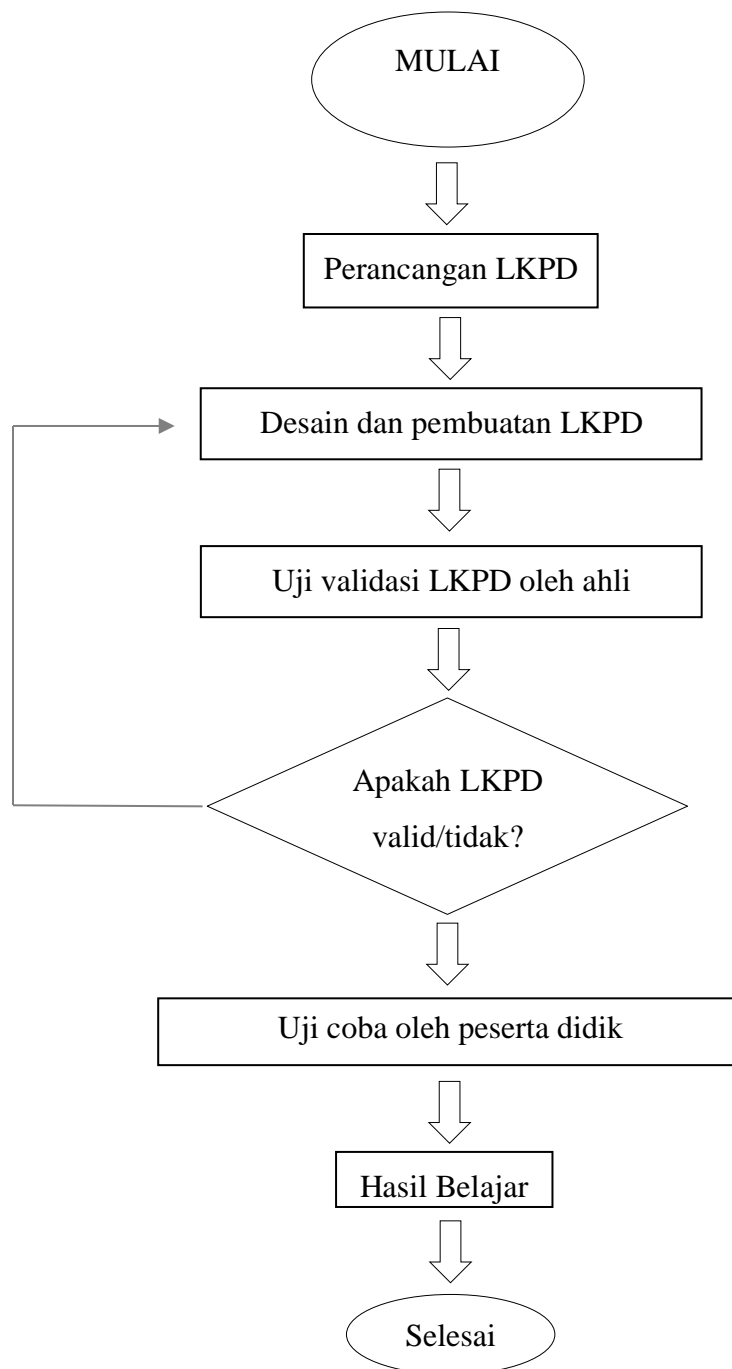 MULAI
Perancangan LKPD
Desain dan pembuatan LKPD
Uji validasi LKPD oleh ahli
Apakah LKPD
valid/tidak?
Uji coba oleh peserta didik
Hasil Belajar
Selesai